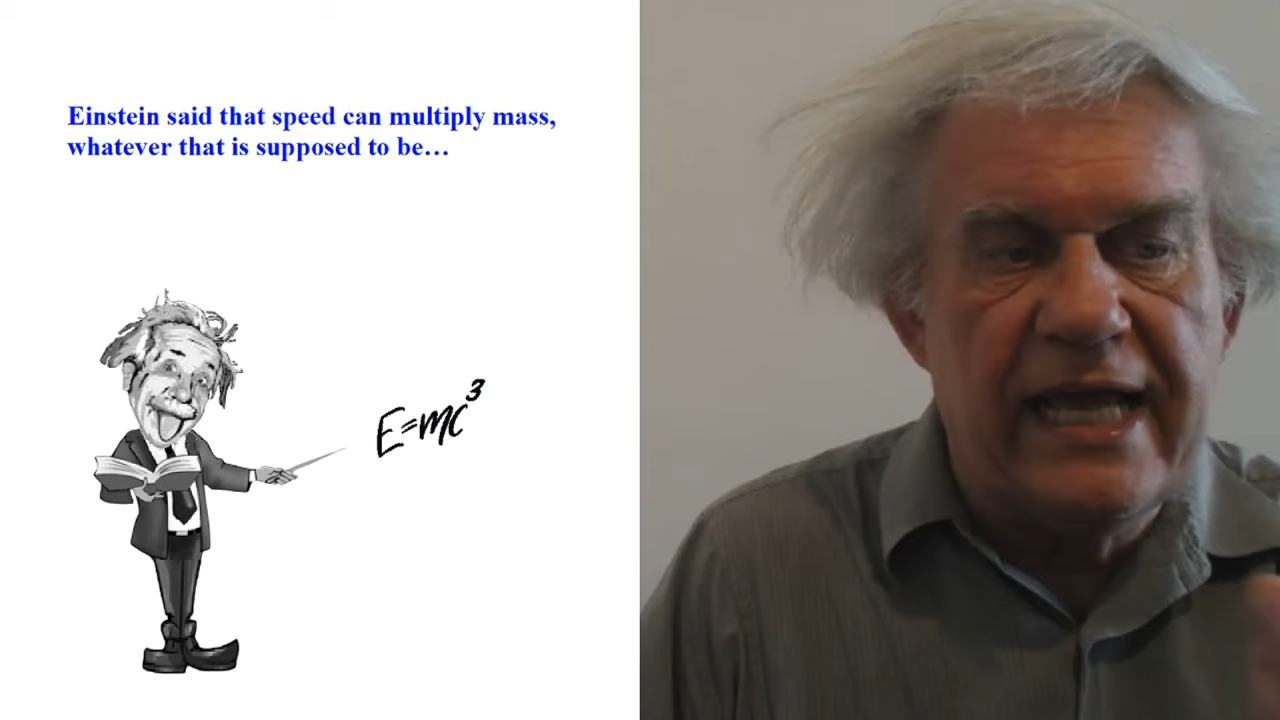 Einstein said that speed can multiply mass,
whatever that is supposed to be…
E=mc³